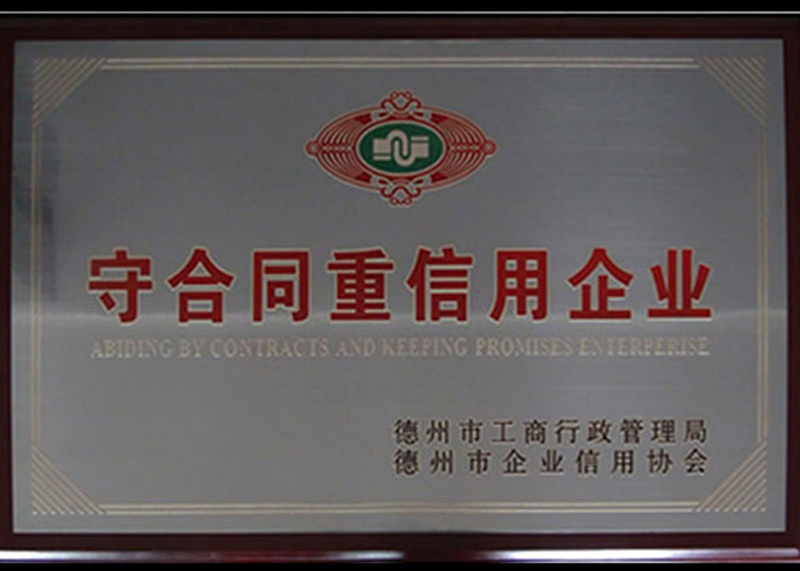 守合同重信用企业
ABIDING BY CONTRACTS AND KEEPING PROMISES ENTERPERISE
德州市工商行政管理局
德州市企业信用协会